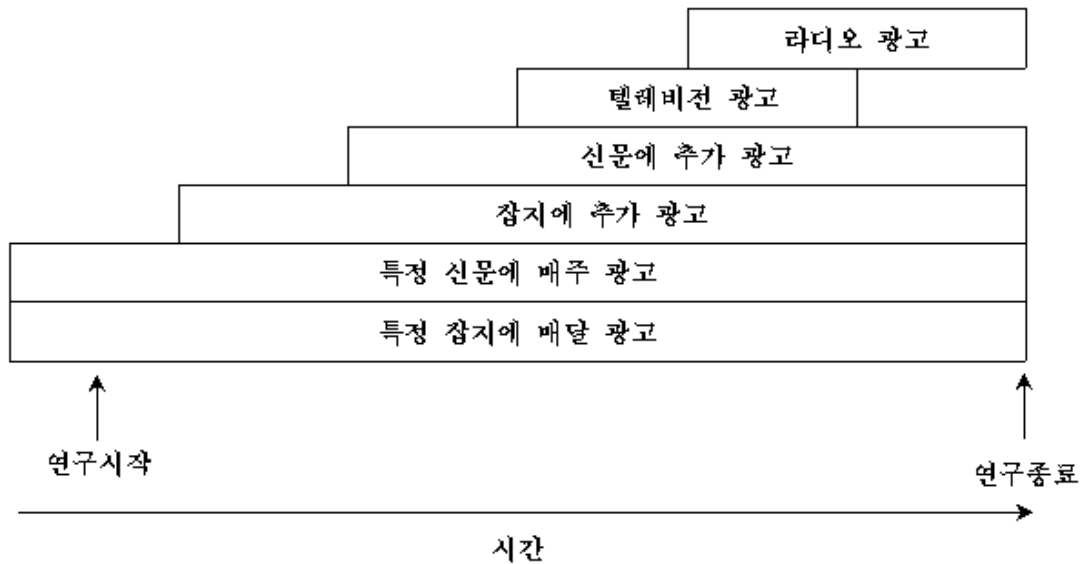 라디오 광고
텔레비전 광고
신문에 추가 광고
잡지에 추가 광고
특정 신문에 매주 광고
특정 잡지에 매달 광고
연구시작
연구종료
시간